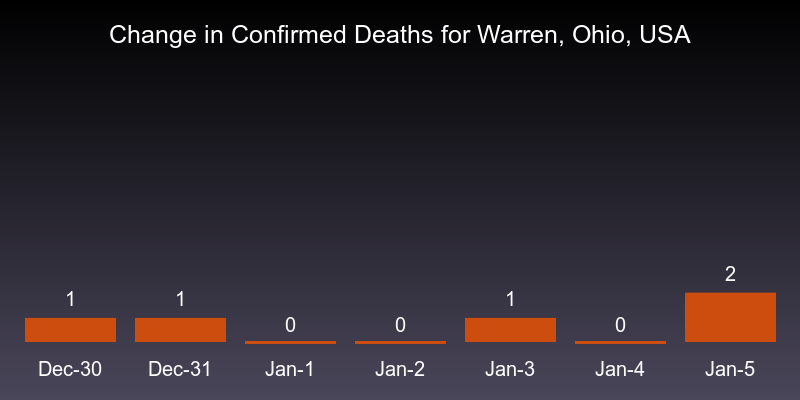 Change in Confirmed Deaths for Warren, Ohio, USA
2
1 1 0 0 1 0
Dec-30 Dec-31 Jan-1 Jan-2 Jan-3 Jan-4 Jan-5